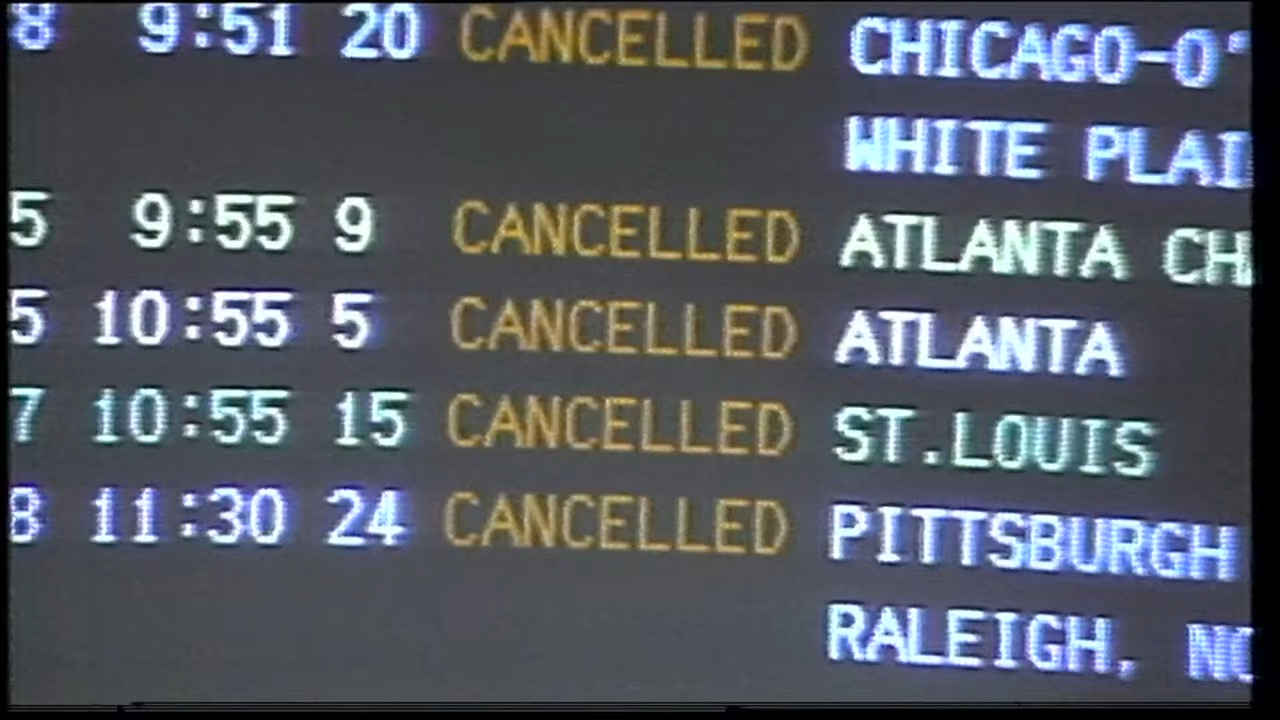 8 9:51 20 CANCELLED CHICAGO-O'
WHITE PLAI
5 9:55 9 CANCELLED ATLANTA CH
5 10:55 5 CANCELLED ATLANTA
7 10:55 15 CANCELLED ST.LOUIS
8 11:30 24 CANCELLED PITTSBURGH
RALEIGH, NC